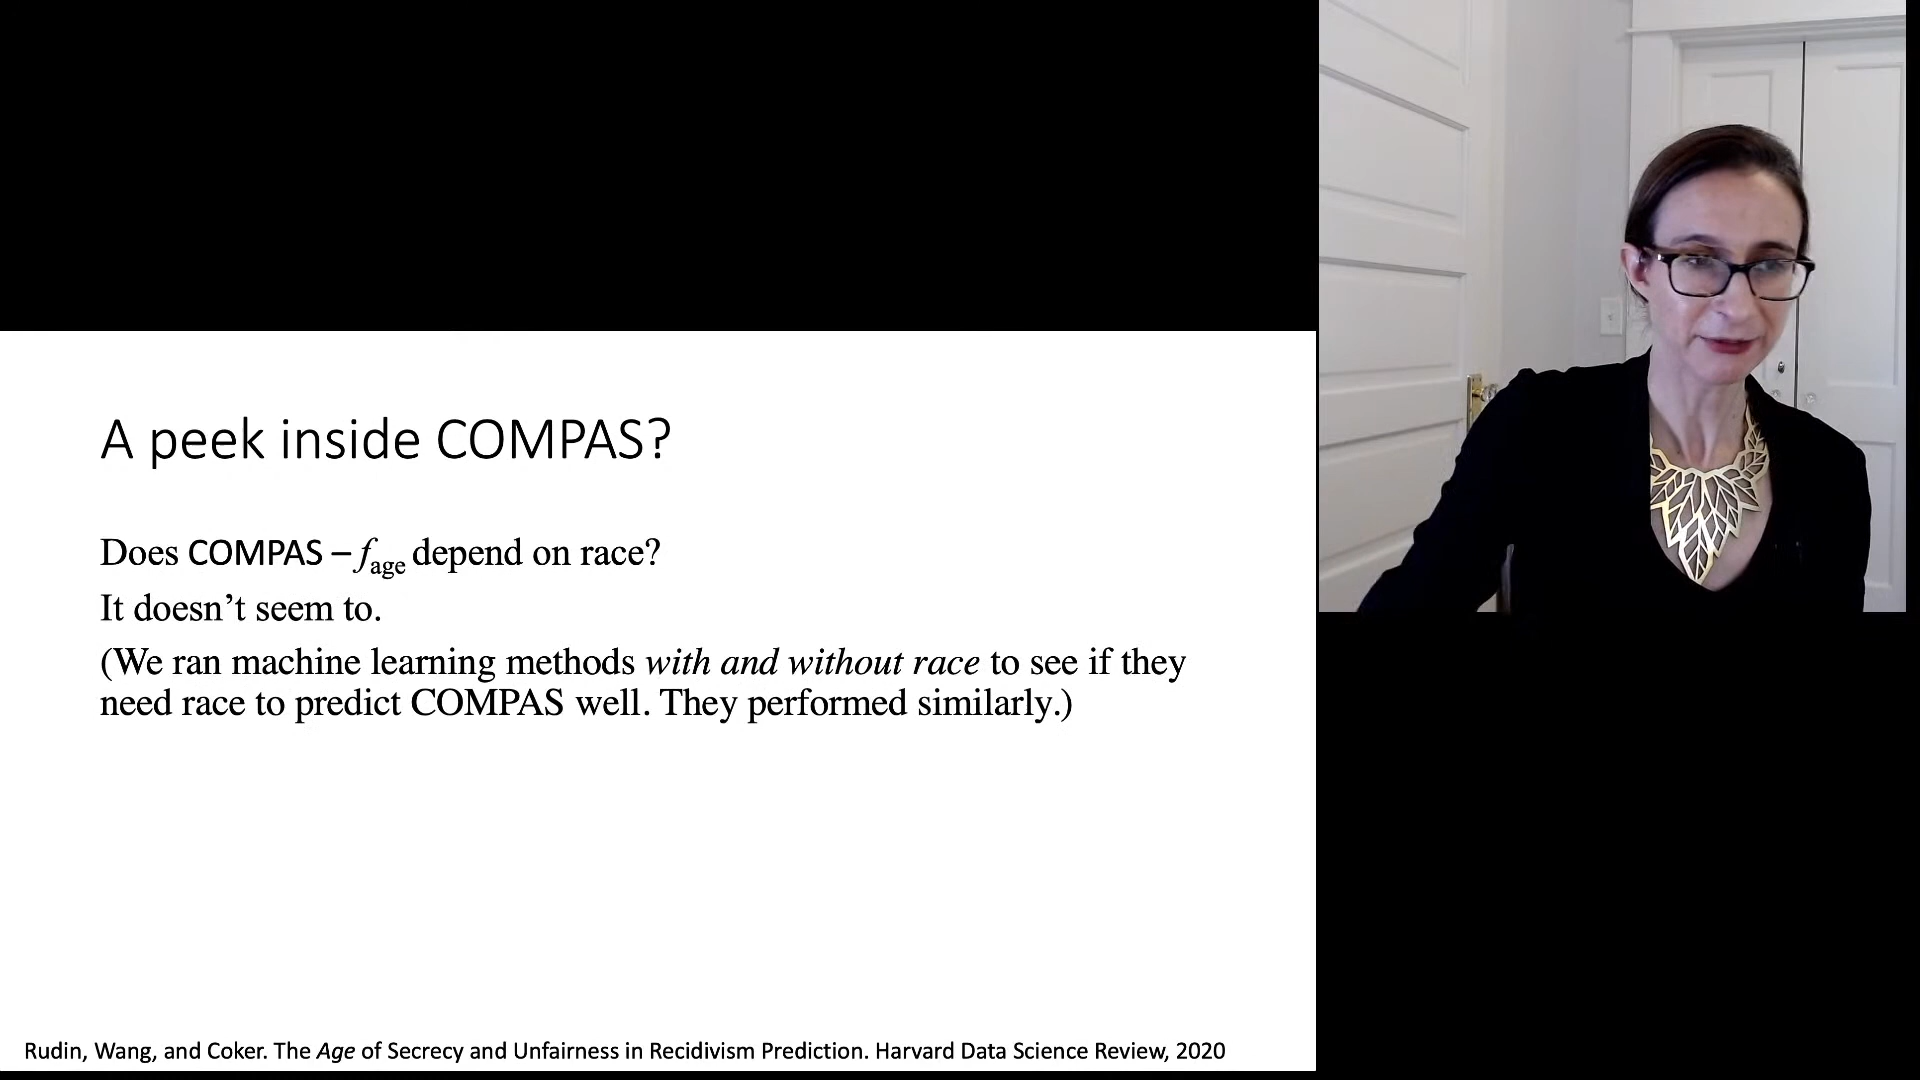 A peek inside COMPAS?
Does COMPAS – fage depend on race?
It doesn’t seem to.
(We ran machine learning methods with and without race to see if they
need race to predict COMPAS well. They performed similarly.)
Rudin, Wang, and Coker. The Age of Secrecy and Unfairness in Recidivism Prediction. Harvard Data Science Review, 2020